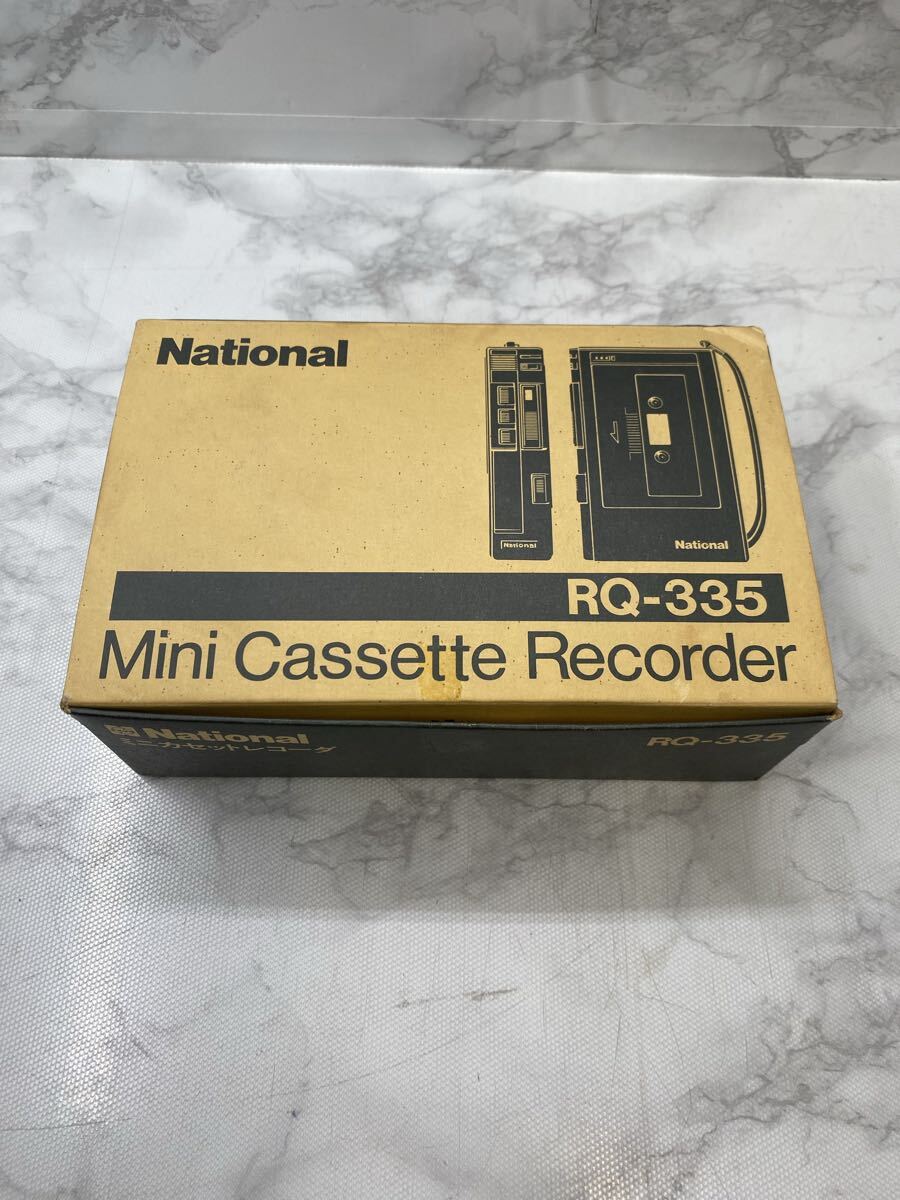 National
National
National
RQ-335
Mini Cassette Recorder
National
RQ-335
ミニカセットレコーダ